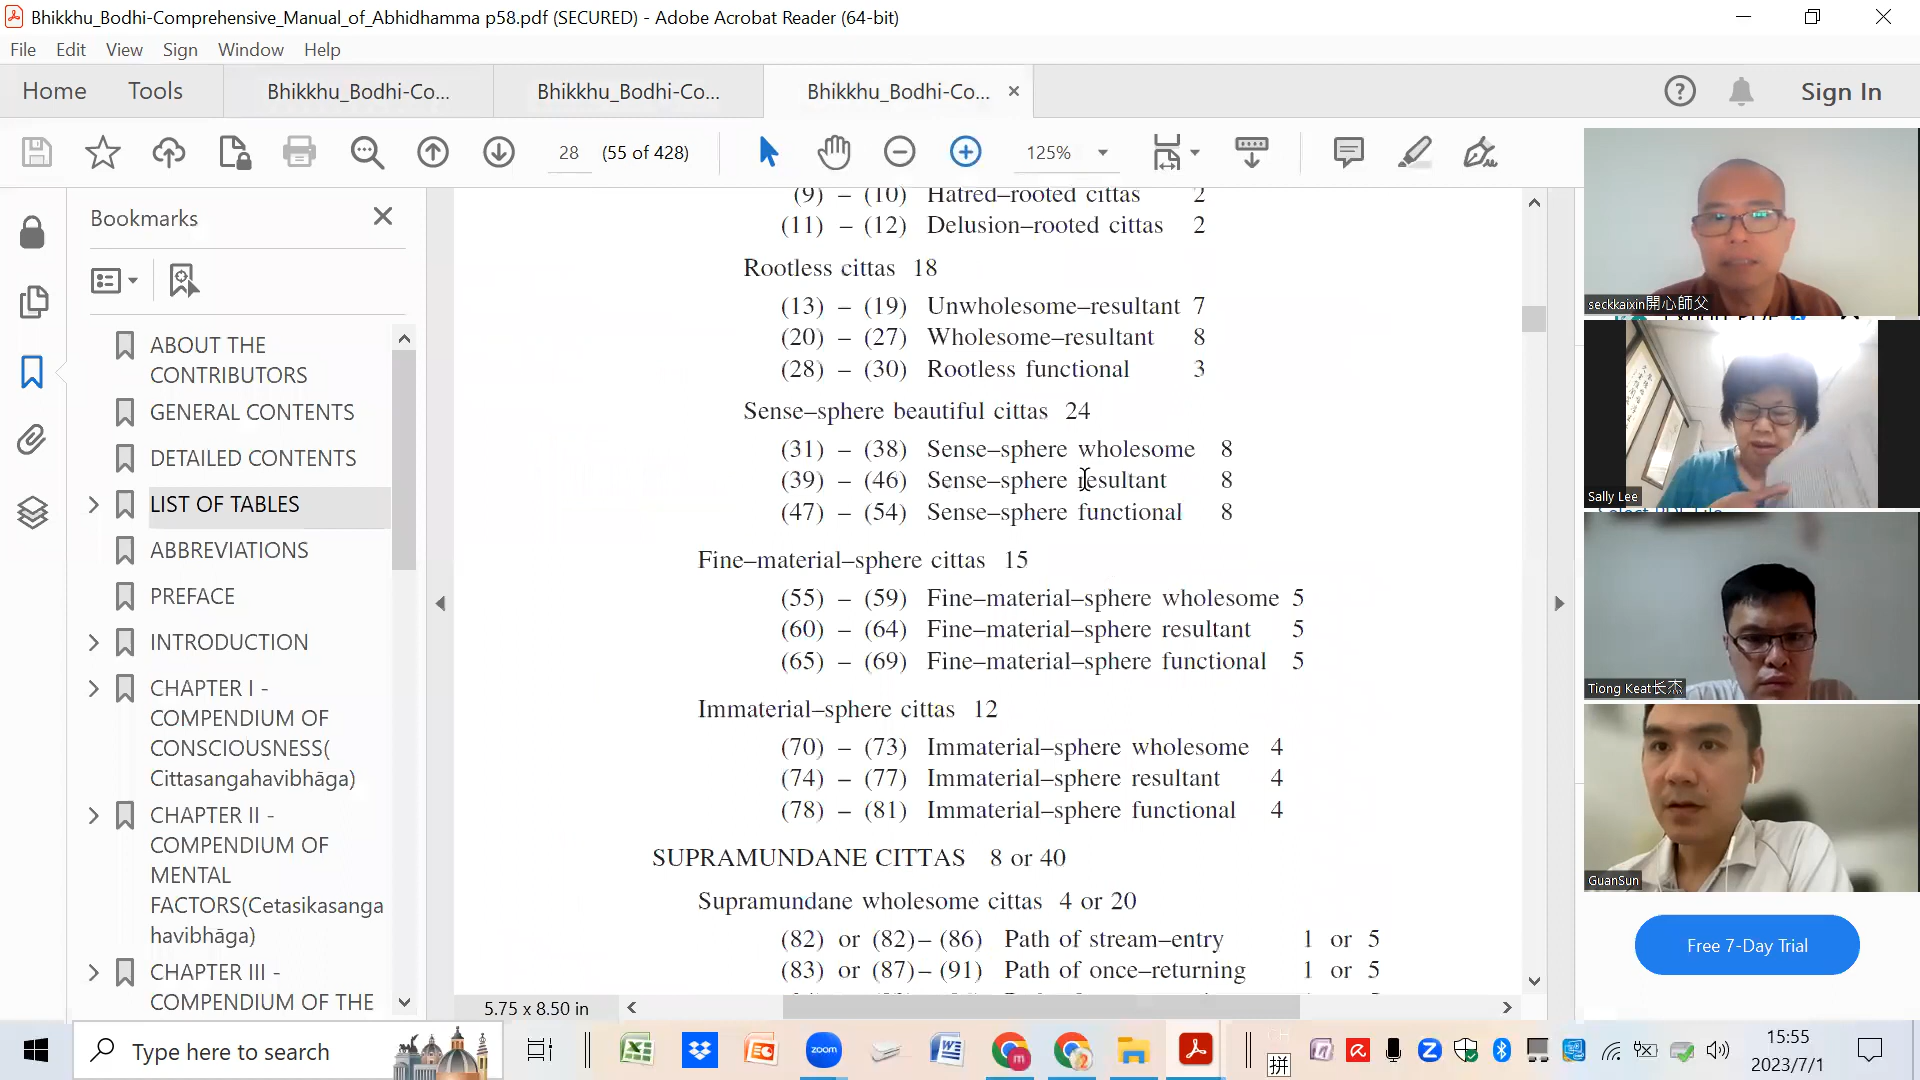 Bhikkhu_Bodhi-Comprehensive_Manual_of_Abhidhamma p58.pdf (SECURED) - Adobe Acrobat Reader (64-bit)
File Edit View Sign Window Help
Home Tools Bhikkhu_Bodhi-Co... Bhikkhu_Bodhi-Co... Bhikkhu_Bodhi-Co... × Sign In
28 (55 of 428) 125%
Bookmarks
ABOUT THE
CONTRIBUTORS
GENERAL CONTENTS
DETAILED CONTENTS
LIST OF TABLES
ABBREVIATIONS
PREFACE
INTRODUCTION
CHAPTER I -
COMPENDIUM OF
CONSCIOUSNESS(
Cittasangahavibhāga)
CHAPTER II -
COMPENDIUM OF
MENTAL
FACTORS(Cetasikasanga
havibhāga)
CHAPTER III -
COMPENDIUM OF THE
(9) – (10) Hatred–rooted cittas 2
(11) – (12) Delusion–rooted cittas 2
Rootless cittas 18
(13) – (19) Unwholesome–resultant 7
(20) – (27) Wholesome–resultant 8
(28) – (30) Rootless functional 3
Sense–sphere beautiful cittas 24
(31) – (38) Sense–sphere wholesome 8
(39) – (46) Sense–sphere resultant 8
(47) – (54) Sense–sphere functional 8
Fine–material–sphere cittas 15
(55) – (59) Fine–material–sphere wholesome 5
(60) – (64) Fine–material–sphere resultant 5
(65) – (69) Fine–material–sphere functional 5
Immaterial–sphere cittas 12
(70) – (73) Immaterial–sphere wholesome 4
(74) – (77) Immaterial–sphere resultant 4
(78) – (81) Immaterial–sphere functional 4
SUPRAMUNDANE CITTAS 8 or 40
Supramundane wholesome cittas 4 or 20
(82) or (82)– (86) Path of stream–entry 1 or 5
(83) or (87)– (91) Path of once–returning 1 or 5
5.75 x 8.50 in
seckkaixin開心師父
Sally Lee
Tiong Keat长杰
GuanSun
Free 7-Day Trial
Type here to search
zoom
拼
15:55
2023/7/1